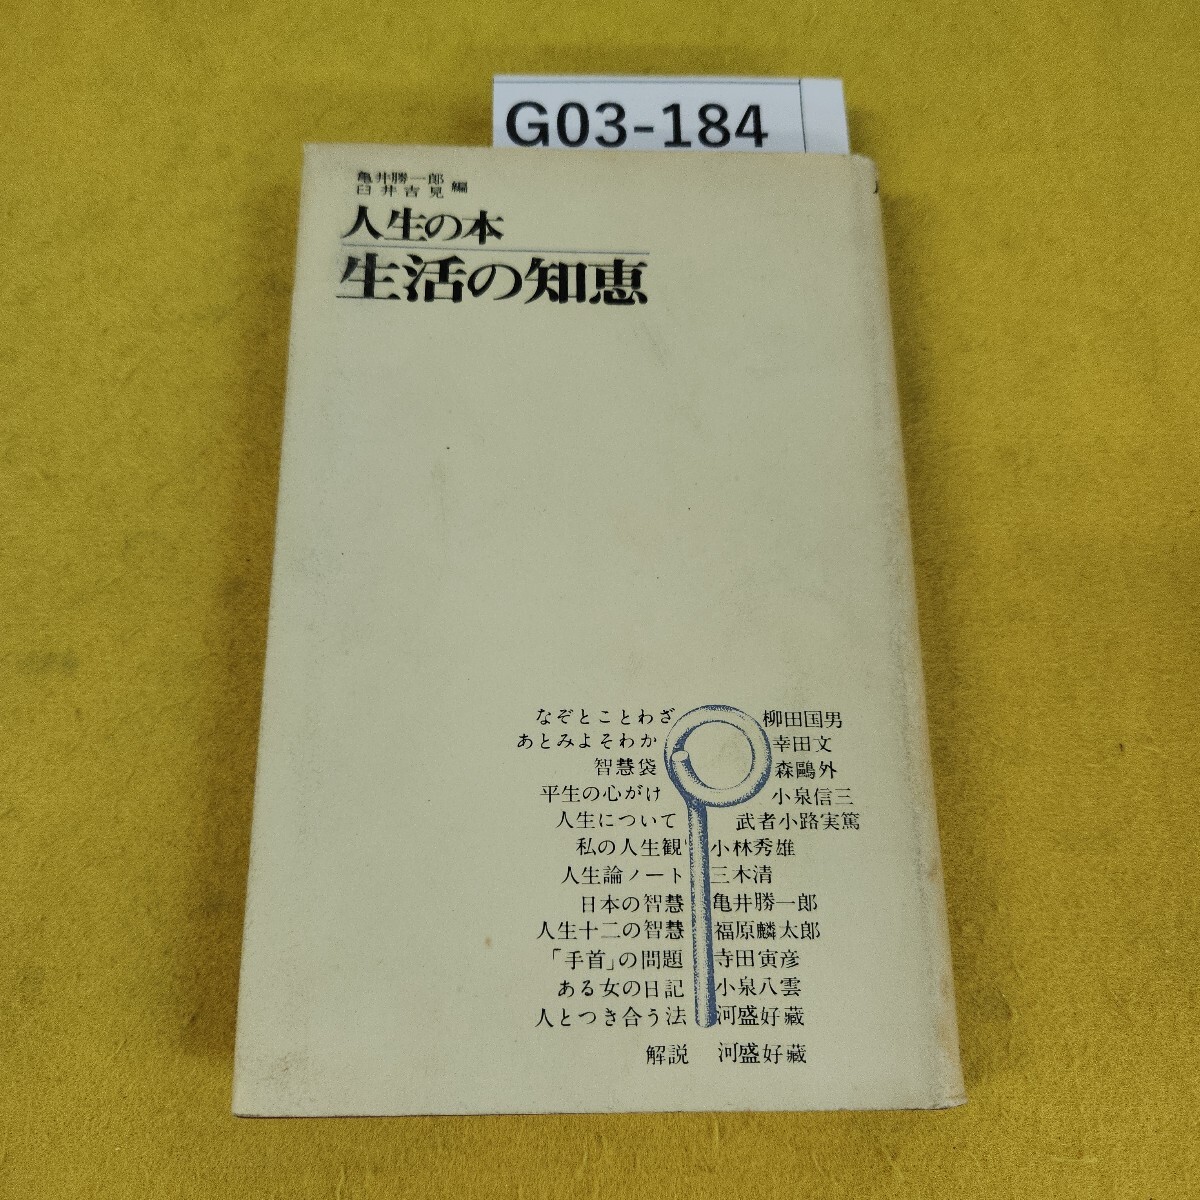 G03-184
亀井勝一郎
臼井吉見 編
人生の本
生活の知恵
なぞとことわざ 柳田国男
あとみよそわか 幸田文
智慧袋 森鷗外
平生の心がけ 小泉信三
人生について 武者小路実篤
私の人生観 小林秀雄
人生論ノート 三木清
日本の智慧 亀井勝一郎
人生十二の智慧 福原麟太郎
「手首」の問題 寺田寅彦
ある女の日記 小泉八雲
人とつき合う法 河盛好蔵
解説 河盛好蔵